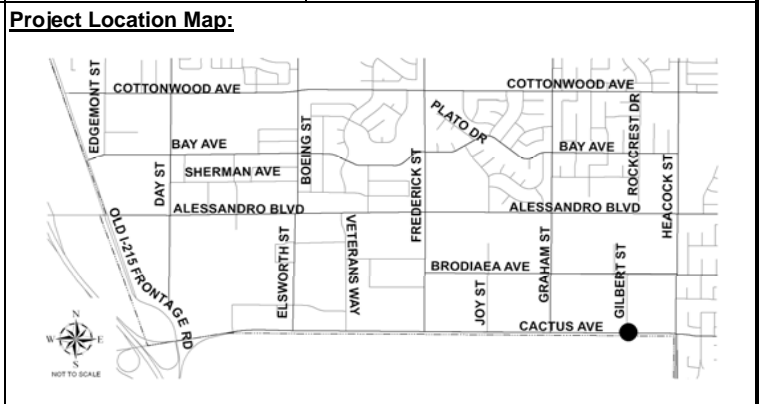 Project Location Map:
COTTONWOOD AVE
COTTONWOOD AVE
EDGEMONT ST
PLATO DR
ROCKCREST DR
BOEING ST
BAY AVE
BAY AVE
SHERMAN AVE
DAY ST
FREDERICK ST
HEACOCK ST
ALESSANDRO BLVD
ALESSANDRO BLVD
OLD I-215 FRONTAGE RD
ELSWORTH ST
VETERANS WAY
BRODIAEA AVE
JOY ST
GRAHAM ST
GILBERT ST
CACTUS AVE
N
W
E
S
NOT TO SCALE